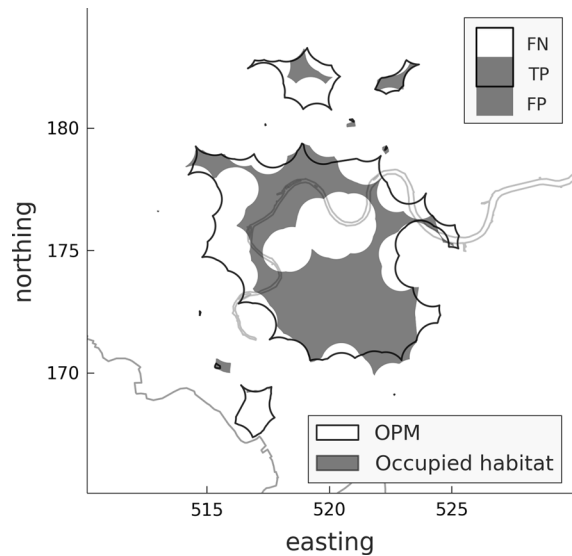 FN
TP
FP
180
175
170
northing
OPM
Occupied habitat
515
520
525
easting